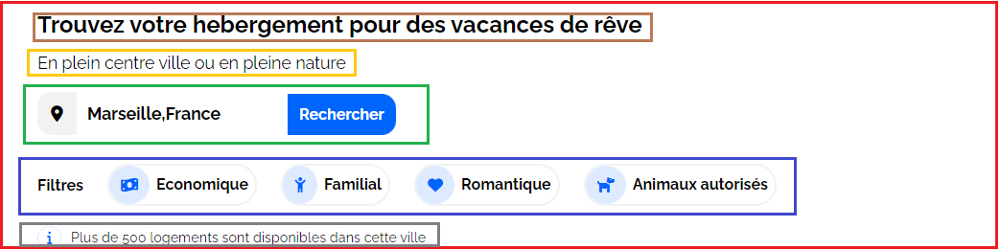 Trouvez votre hebergement pour des vacances de rêve
En plein centre ville ou en pleine nature
Marseille,France Rechercher
Filtres Economique Familial Romantique Animaux autorisés
i Plus de 500 logements sont disponibles dans cette ville